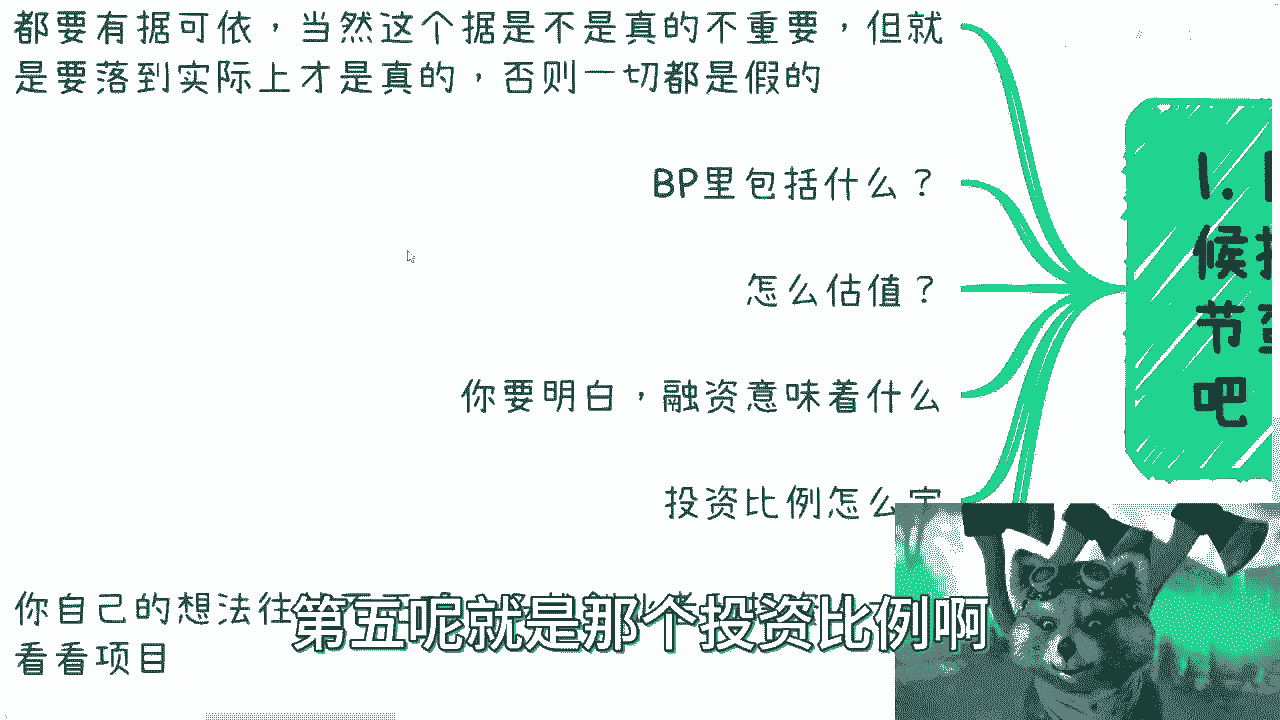 都要有据可依，当然这个据是不是真的不重要，但就
是要落到实际上才是真的，否则一切都是假的
BP里包括什么？
怎么估值？
你要明白，融资意味着什么
投资比例怎么定
你自己的想法往
看看项目
1.
候
节
吧
第五呢就是那个投资比例啊